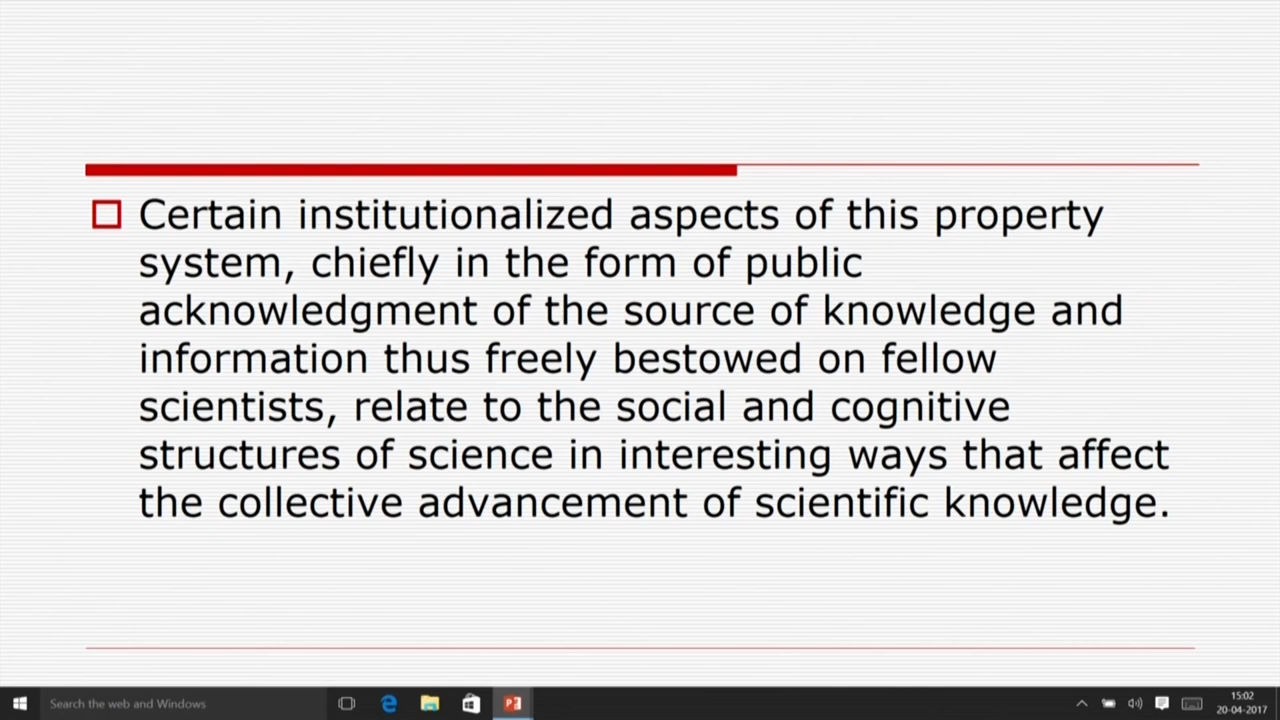 Certain institutionalized aspects of this property
system, chiefly in the form of public
acknowledgment of the source of knowledge and
information thus freely bestowed on fellow
scientists, relate to the social and cognitive
structures of science in interesting ways that affect
the collective advancement of scientific knowledge.
Search the web and Windows
15:02
20-04-2017